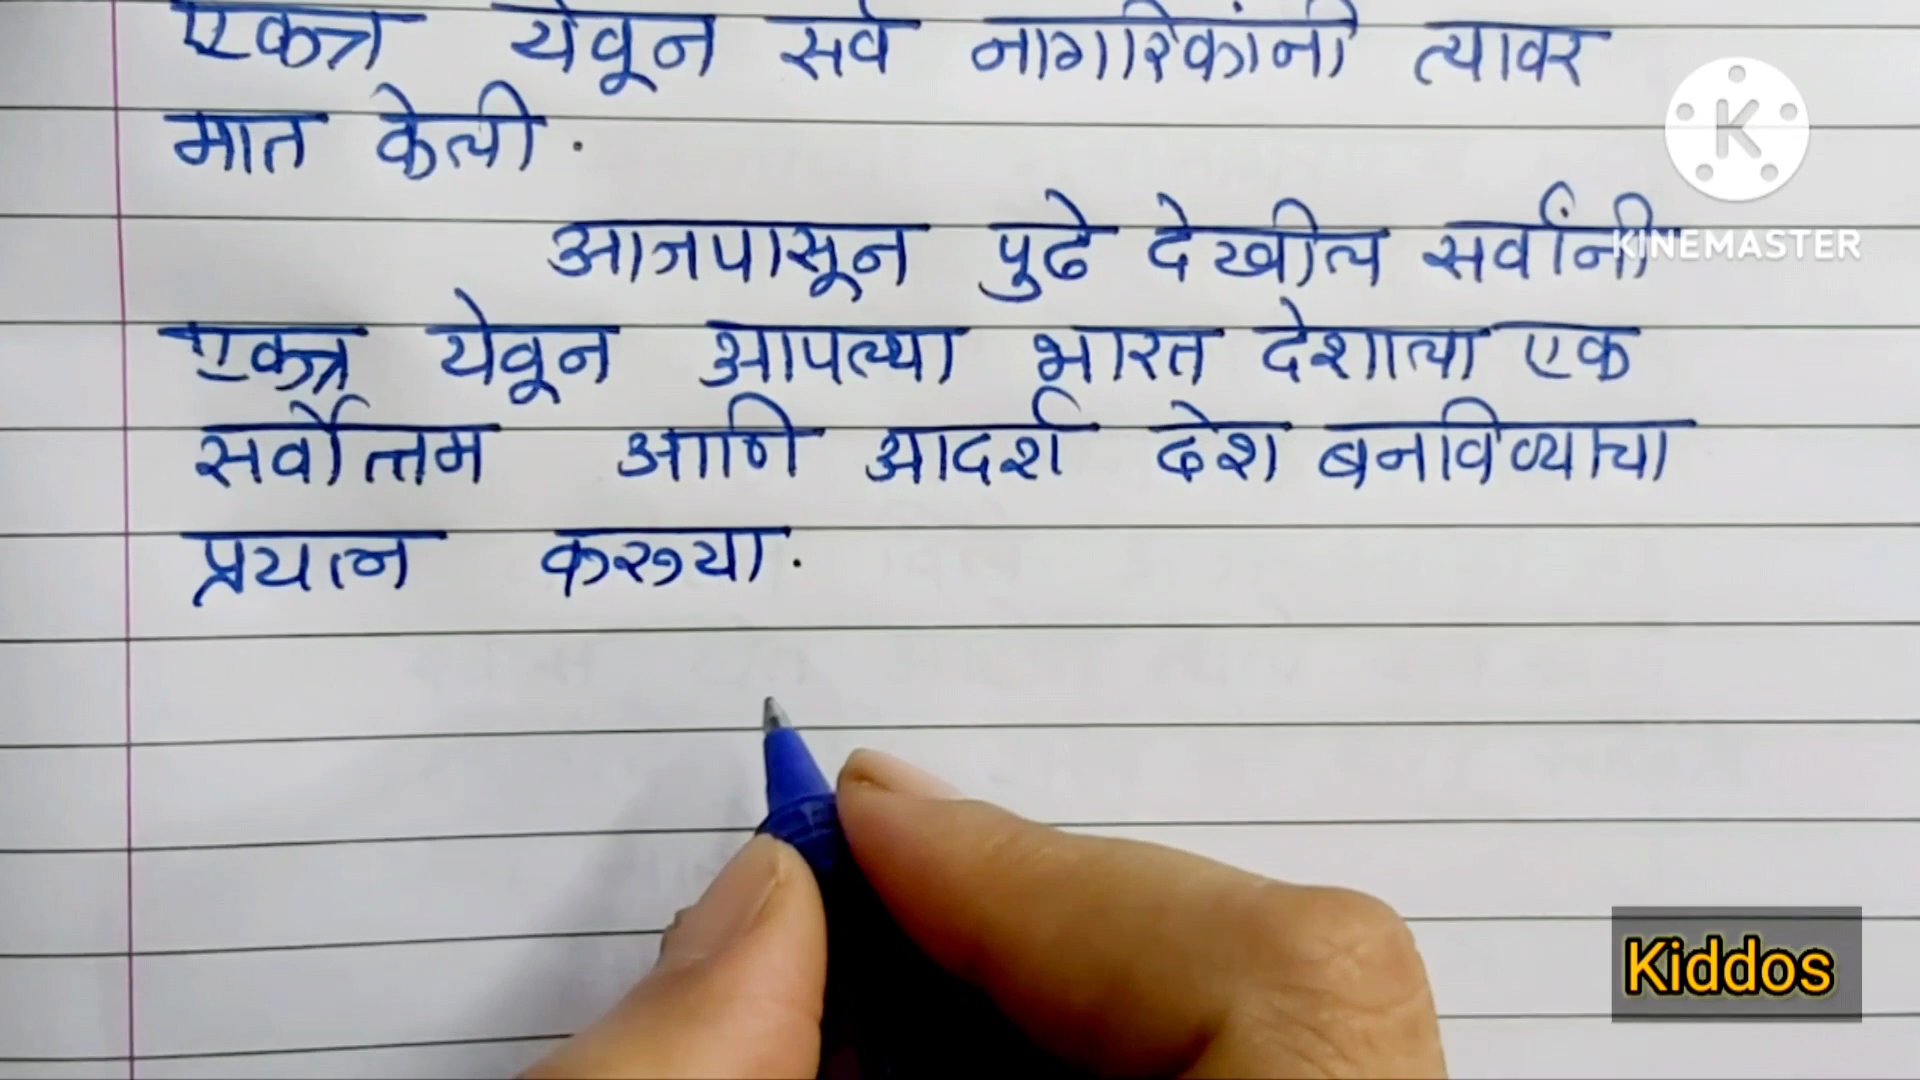 एकत्र येवून सर्व नागरिकांनी त्यावर
मात केली.
आजपासून पुढे देखील सर्वांनी
एकत्र येवून आपल्या भारत देशाला एक
सर्वोत्तम आणि आदर्श देश बनविण्याचा
प्रयत्न करूया.
K
KINEMASTER
Kiddos